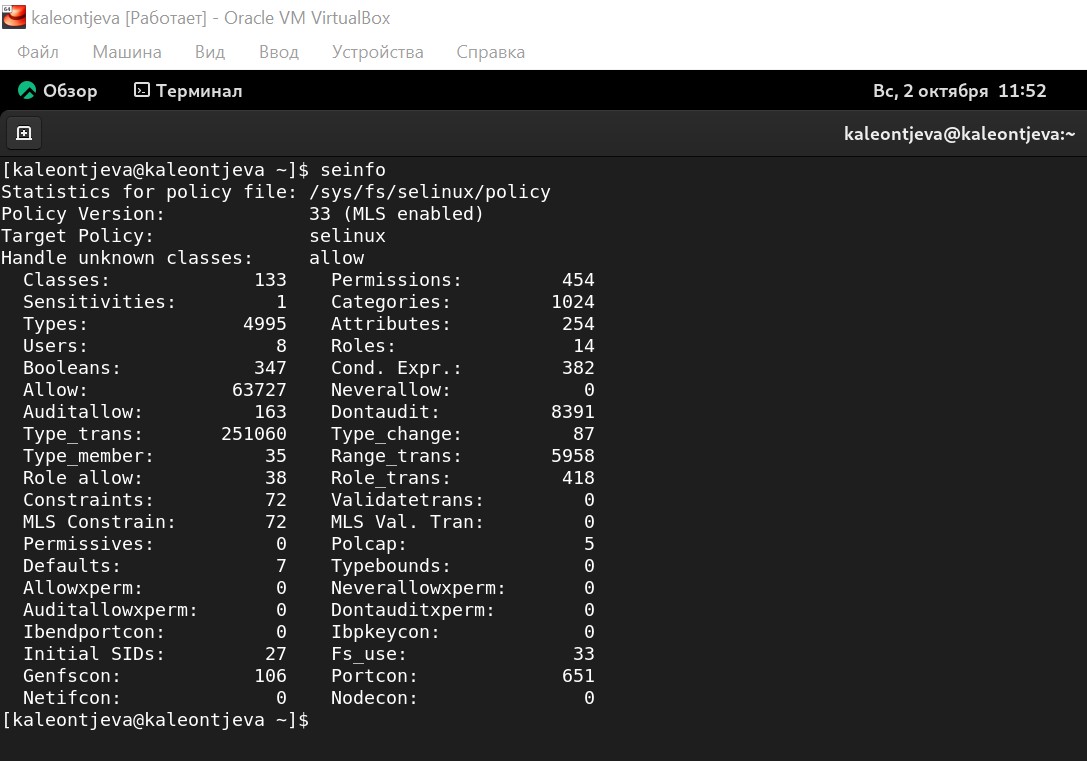 kaleontjeva [Работает] - Oracle VM VirtualBox
Файл Машина Вид Ввод Устройства Справка
Обзор Терминал Вс, 2 октября 11:52
kaleontjeva@kaleontjeva:~
[kaleontjeva@kaleontjeva ~]$ seinfo
Statistics for policy file: /sys/fs/selinux/policy
Policy Version: 33 (MLS enabled)
Target Policy: selinux
Handle unknown classes: allow
Classes: 133 Permissions: 454
Sensitivities: 1 Categories: 1024
Types: 4995 Attributes: 254
Users: 8 Roles: 14
Booleans: 347 Cond. Expr.: 382
Allow: 63727 Neverallow: 0
Auditallow: 163 Dontaudit: 8391
Type_trans: 251060 Type_change: 87
Type_member: 35 Range_trans: 5958
Role allow: 38 Role_trans: 418
Constraints: 72 Validatetrans: 0
MLS Constrain: 72 MLS Val. Tran: 0
Permissives: 0 Polcap: 5
Defaults: 7 Typebounds: 0
Allowxperm: 0 Neverallowxperm: 0
Auditallowxperm: 0 Dontauditxperm: 0
Ibendportcon: 0 Ibpkeycon: 0
Initial SIDs: 27 Fs_use: 33
Genfscon: 106 Portcon: 651
Netifcon: 0 Nodecon: 0
[kaleontjeva@kaleontjeva ~]$